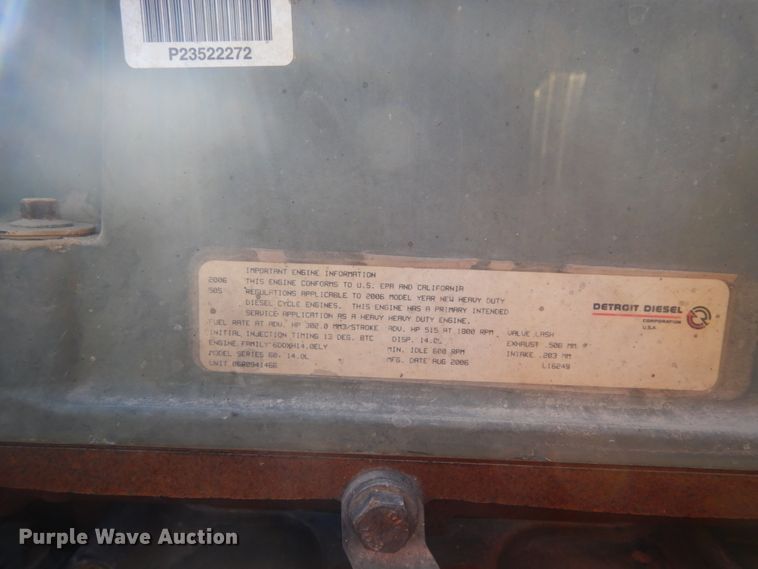 P23522272
IMPORTANT ENGINE INFORMATION
2006 THIS ENGINE CONFORMS TO U.S. EPA AND CALIFORNIA
505 REGULATIONS APPLICABLE TO 2006 MODEL YEAR NEW HEAVY DUTY
DIESEL CYCLE ENGINES. THIS ENGINE HAS A PRIMARY INTENDED
SERVICE APPLICATION AS A HEAVY HEAVY DUTY ENGINE.
FUEL RATE AT ADV. HP 302.0 MM3/STROKE ADV. HP 515 AT 1800 RPM VALVE LASH
INITIAL INJECTION TIMING 13 DEG. BTC DISP. 14.0L EXHAUST .508 MM
ENGINE FAMILY 6DDXH14.0ELY MIN. IDLE 600 RPM INTAKE .203 MM
MODEL SERIES 60, 14.0L MFG. DATE AUG 2006 L16249
UNIT 06R0941466
DETROIT DIESEL
CORPORATION
U.S.A.
Purple Wave Auction